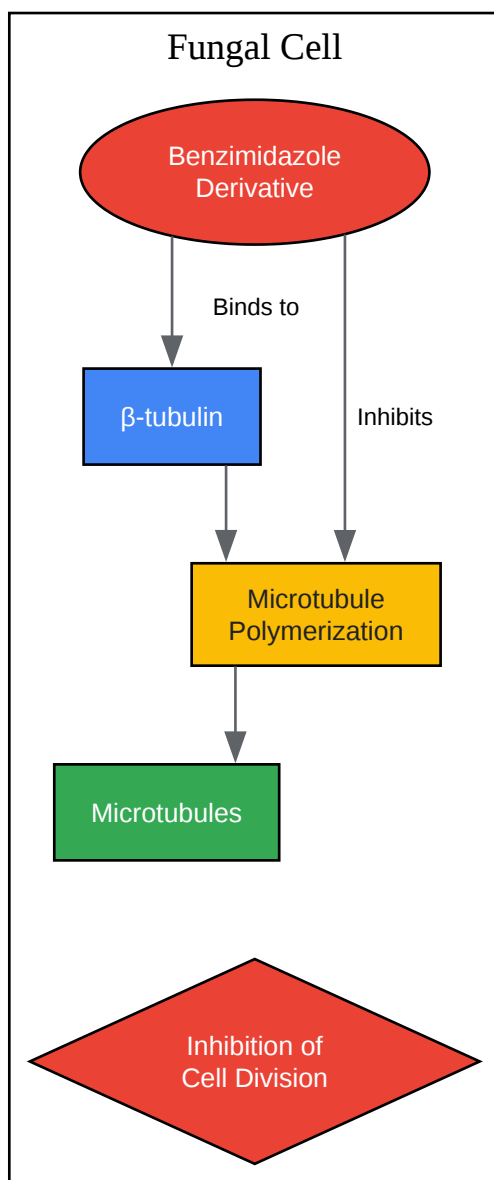 Fungal Cell
Benzimidazole
Derivative
Binds to
β-tubulin
Inhibits
Microtubule
Polymerization
Microtubules
Inhibition of
Cell Division